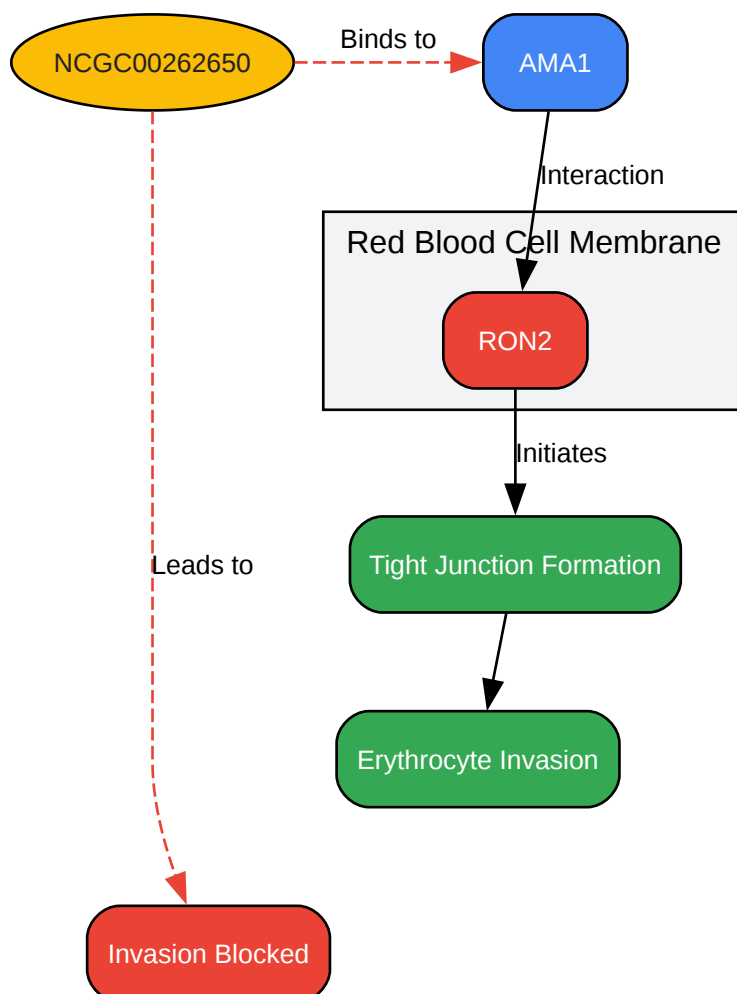 NCGC00262650
Binds to
AMA1
Interaction
Red Blood Cell Membrane
RON2
Initiates
Leads to
Tight Junction Formation
Erythrocyte Invasion
Invasion Blocked